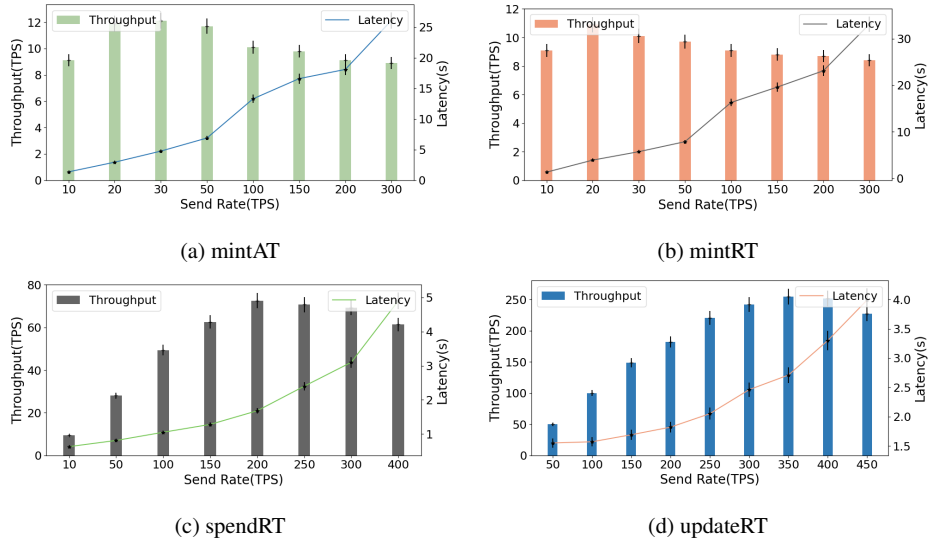 Throughput
Latency
Throughput(TPS)
12
10
8
6
4
2
0
25
20
15
10
5
0
Latency(s)
10 20 30 50 100 150 200 300
Send Rate(TPS)
(a) mintAT
Throughput
Latency
Throughput(TPS)
12
10
8
6
4
2
0
30
20
10
0
Latency(s)
10 20 30 50 100 150 200 300
Send Rate(TPS)
(b) mintRT
Throughput
Latency
Throughput(TPS)
80
60
40
20
0
5
4
3
2
1
Latency(s)
10 50 100 150 200 250 300 400
Send Rate(TPS)
(c) spendRT
Throughput
Latency
Throughput(TPS)
250
200
150
100
50
0
4.0
3.5
3.0
2.5
2.0
1.5
Latency(s)
50 100 150 200 250 300 350 400 450
Send Rate(TPS)
(d) updateRT